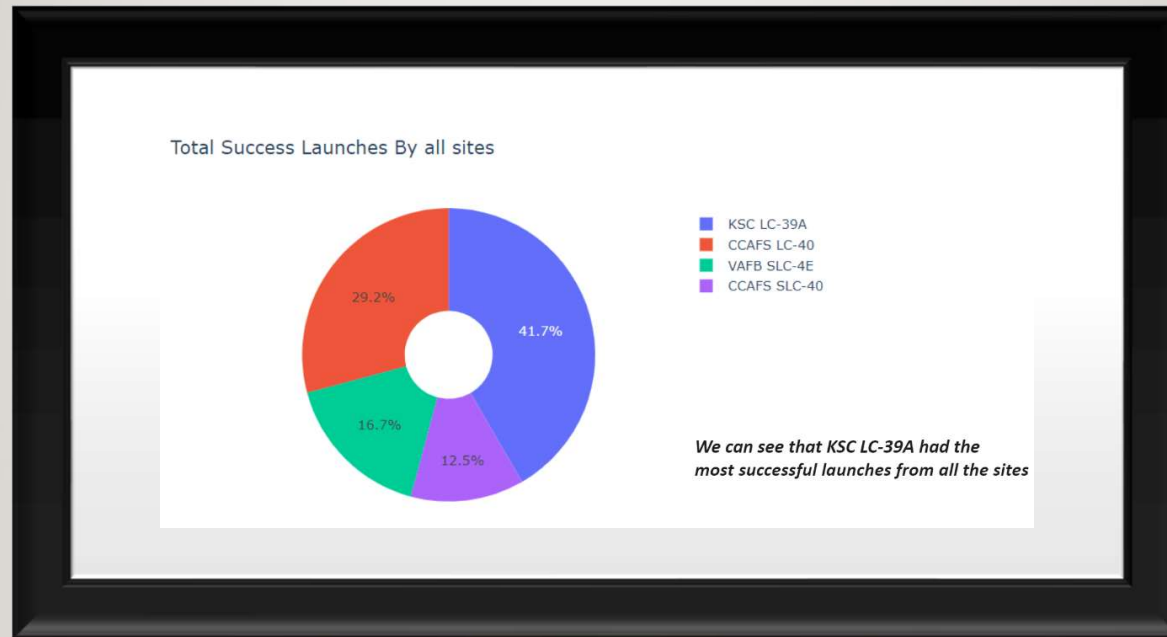 Total Success Launches By all sites
KSC LC-39A
CCAFS LC-40
VAFB SLC-4E
CCAFS SLC-40
29.2%
41.7%
16.7%
12.5%
We can see that KSC LC-39A had the
most successful launches from all the sites